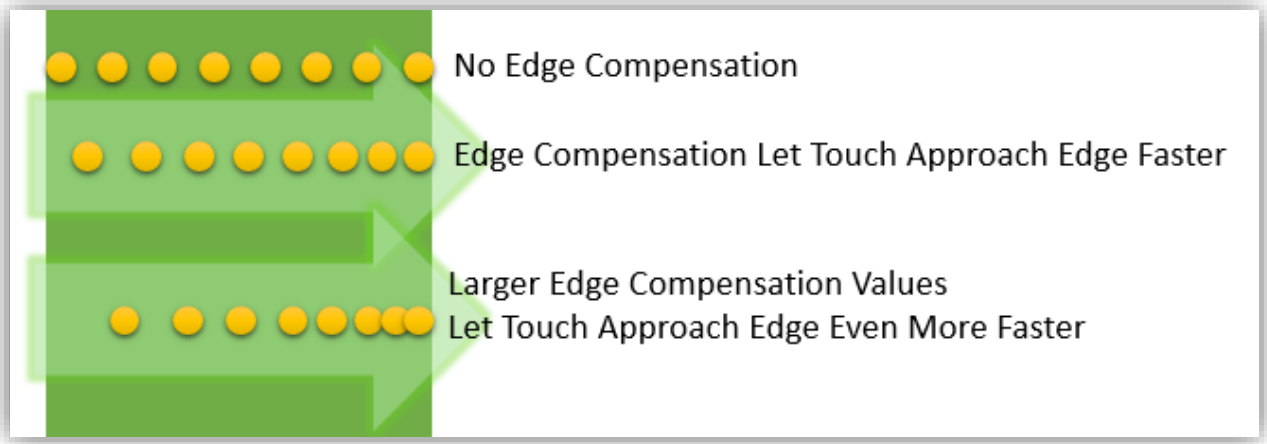 No Edge Compensation
Edge Compensation Let Touch Approach Edge Faster
Larger Edge Compensation Values
Let Touch Approach Edge Even More Faster